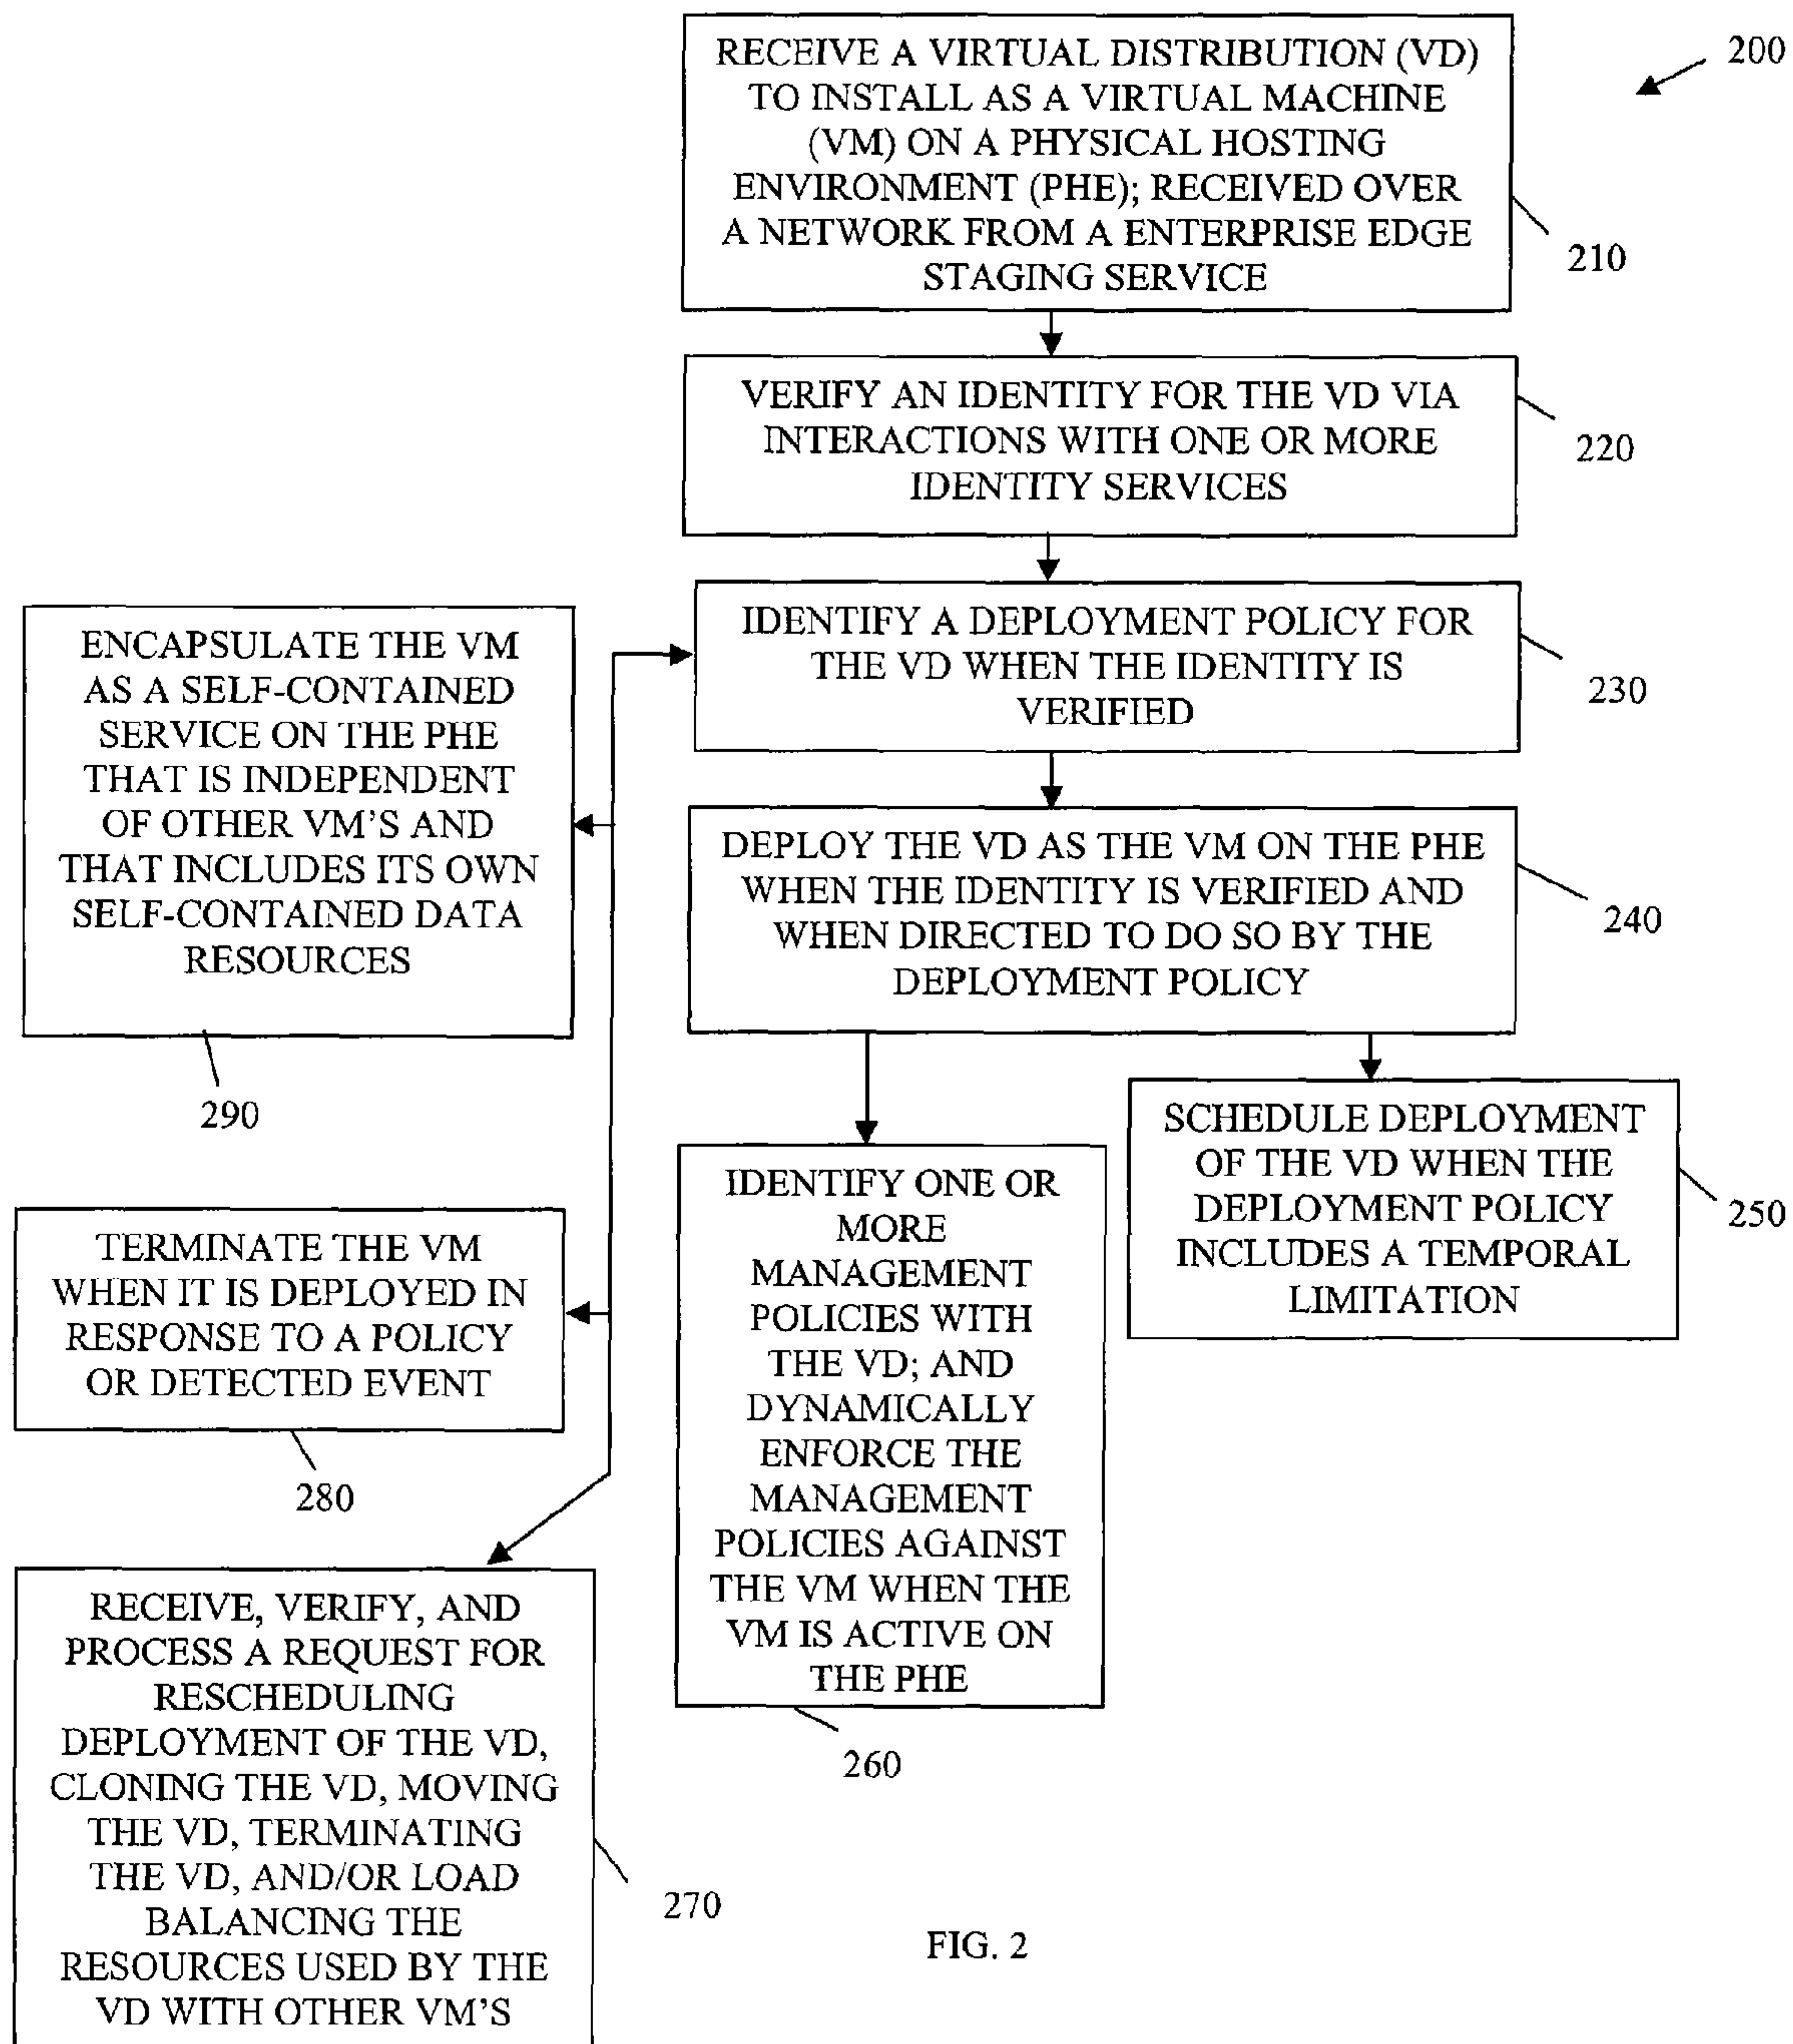 200
RECEIVE A VIRTUAL DISTRIBUTION (VD)
TO INSTALL AS A VIRTUAL MACHINE
(VM) ON A PHYSICAL HOSTING
ENVIRONMENT (PHE); RECEIVED OVER
A NETWORK FROM A ENTERPRISE EDGE
STAGING SERVICE
210
VERIFY AN IDENTITY FOR THE VD VIA
INTERACTIONS WITH ONE OR MORE
IDENTITY SERVICES
220
IDENTIFY A DEPLOYMENT POLICY FOR
THE VD WHEN THE IDENTITY IS
VERIFIED
230
DEPLOY THE VD AS THE VM ON THE PHE
WHEN THE IDENTITY IS VERIFIED AND
WHEN DIRECTED TO DO SO BY THE
DEPLOYMENT POLICY
240
SCHEDULE DEPLOYMENT
OF THE VD WHEN THE
DEPLOYMENT POLICY
INCLUDES A TEMPORAL
LIMITATION
250
IDENTIFY ONE OR
MORE
MANAGEMENT
POLICIES WITH
THE VD; AND
DYNAMICALLY
ENFORCE THE
MANAGEMENT
POLICIES AGAINST
THE VM WHEN THE
VM IS ACTIVE ON
THE PHE
260
ENCAPSULATE THE VM
AS A SELF-CONTAINED
SERVICE ON THE PHE
THAT IS INDEPENDENT
OF OTHER VM'S AND
THAT INCLUDES ITS OWN
SELF-CONTAINED DATA
RESOURCES
290
TERMINATE THE VM
WHEN IT IS DEPLOYED IN
RESPONSE TO A POLICY
OR DETECTED EVENT
280
RECEIVE, VERIFY, AND
PROCESS A REQUEST FOR
RESCHEDULING
DEPLOYMENT OF THE VD,
CLONING THE VD, MOVING
THE VD, TERMINATING
THE VD, AND/OR LOAD
BALANCING THE
RESOURCES USED BY THE
VD WITH OTHER VM'S
270
FIG. 2